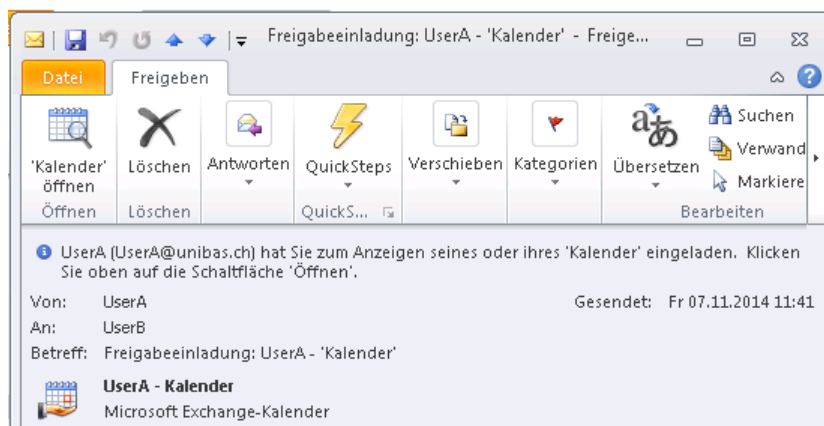 Freigabeeinladung: UserA - 'Kalender' - Freige...
Datei Freigeben
'Kalender' öffnen
Löschen
Antworten
QuickSteps
Verschieben
Kategorien
Übersetzen
Suchen
Verwand
Markiere
Öffnen Löschen QuickS... Bearbeiten
UserA (UserA@unibas.ch) hat Sie zum Anzeigen seines oder ihres 'Kalender' eingeladen. Klicken
Sie oben auf die Schaltfläche 'Öffnen'.
Von: UserA Gesendet: Fr 07.11.2014 11:41
An: UserB
Betreff: Freigabeeinladung: UserA - 'Kalender'
UserA - Kalender
Microsoft Exchange-Kalender